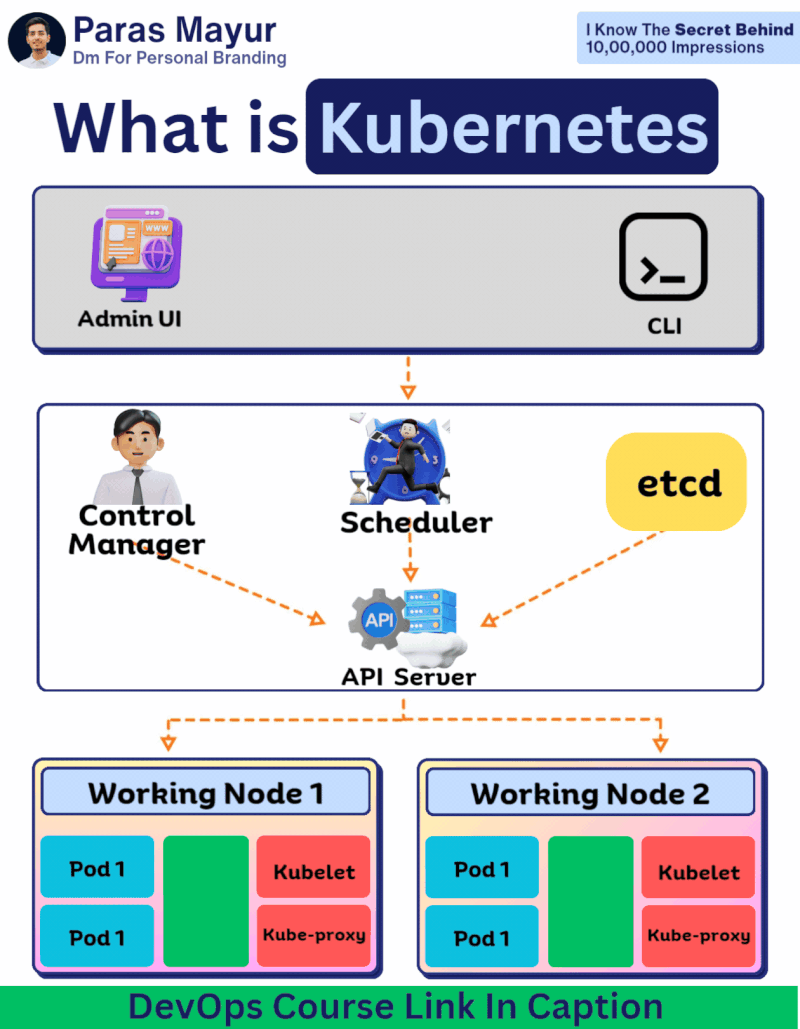 Paras Mayur
Dm For Personal Branding
I Know The Secret Behind
10,00,000 Impressions
What is Kubernetes
WWW
Admin UI
CLI
Control
Manager
9
3
Scheduler
etcd
API
API Server
Working Node 1
Pod 1
Kubelet
Pod 1
Kube-proxy
Working Node 2
Pod 1
Kubelet
Pod 1
Kube-proxy
DevOps Course Link In Caption